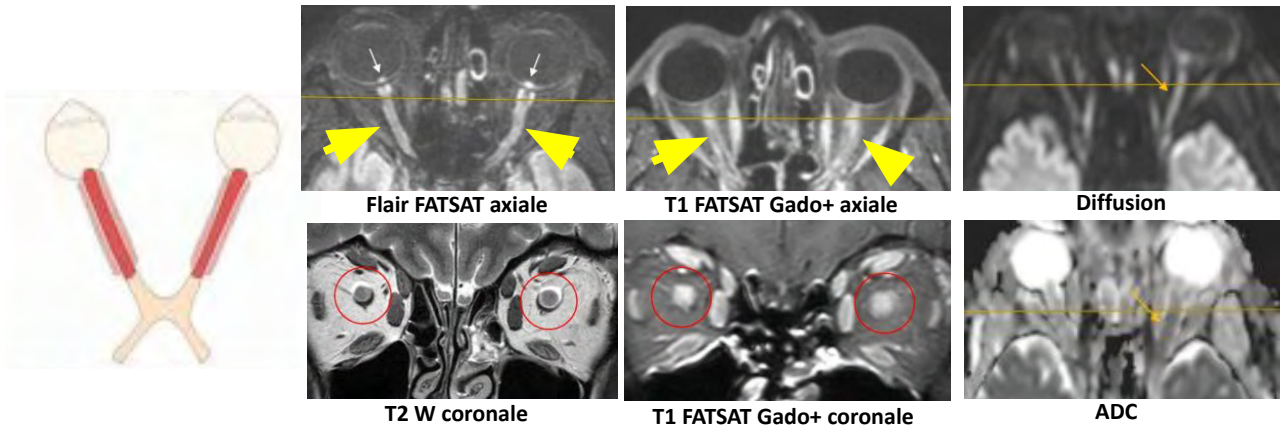 Flair FATSAT axiale
T1 FATSAT Gado+ axiale
Diffusion
T2 W coronale
T1 FATSAT Gado+ coronale
ADC